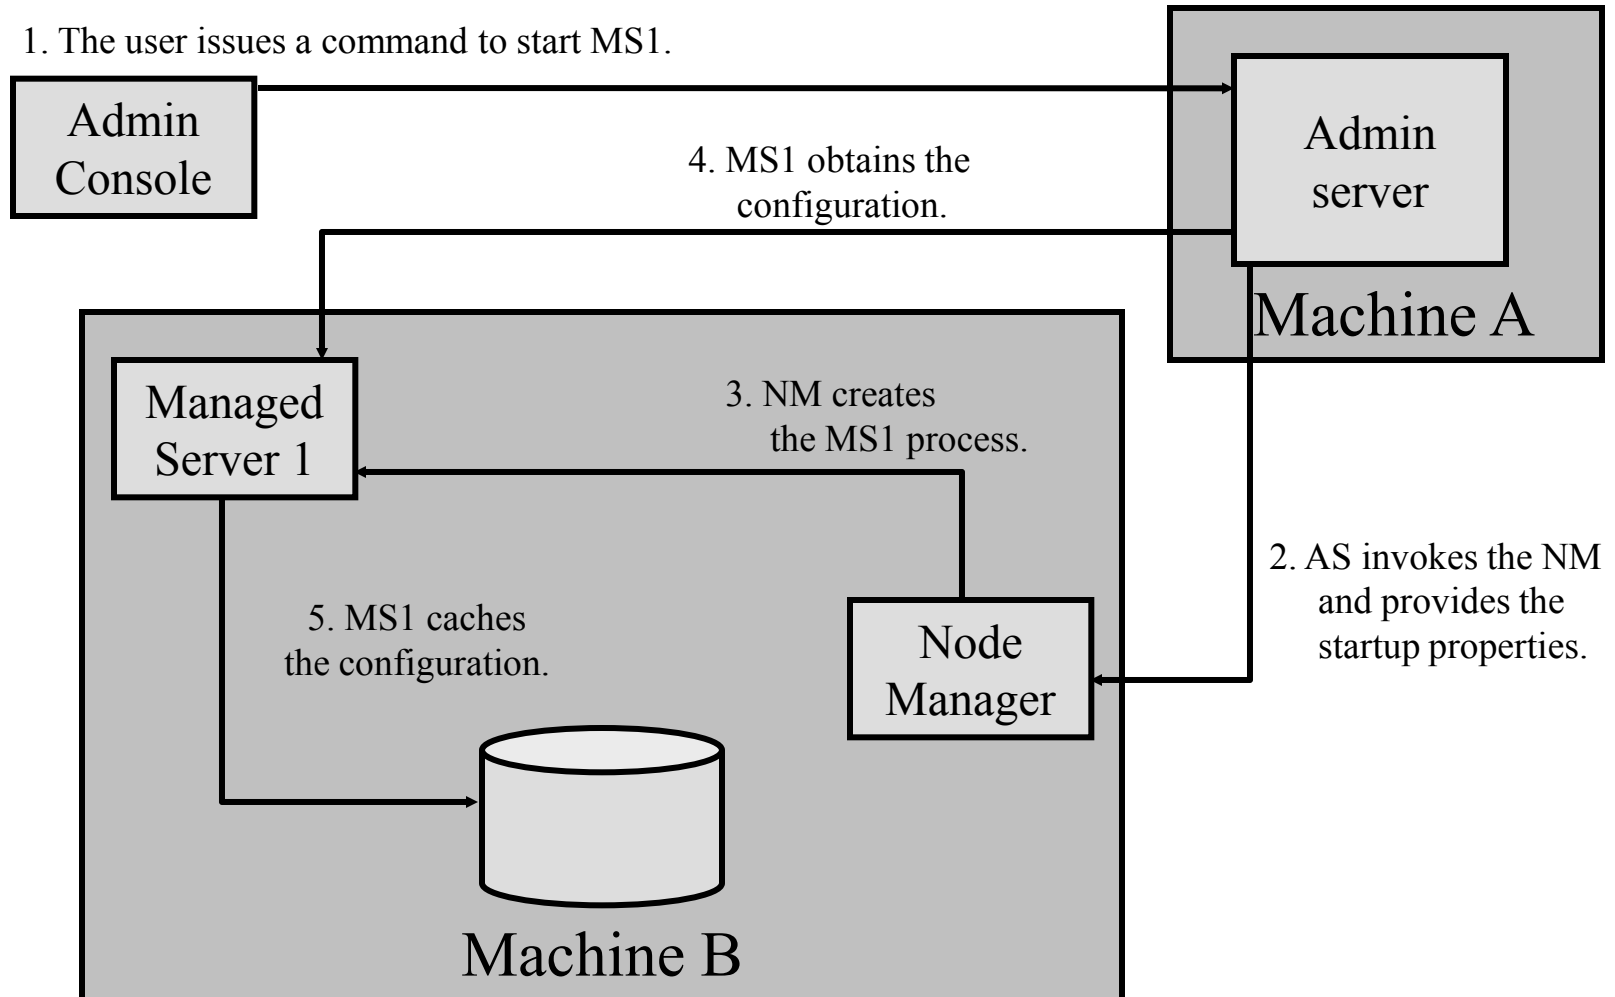 1. The user issues a command to start MS1.
Admin
Console
Admin
server
4. MS1 obtains the
configuration.
Machine A
Managed
Server 1
3. NM creates
the MS1 process.
2. AS invokes the NM
and provides the
startup properties.
5. MS1 caches
the configuration.
Node
Manager
Machine B